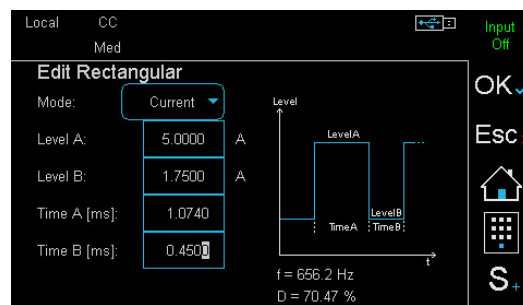 Local CC
Input
Off
Med
Edit Rectangular
OK
Mode: Current
Level
Level A: 5.0000 A
LevelA
Esc
Level B: 1.7500 A
LevelB
Time A [ms]: 1.0740
TimeA TimeB
Time B [ms]: 0.4500
t
f = 656.2 Hz
D = 70.47 %
S+